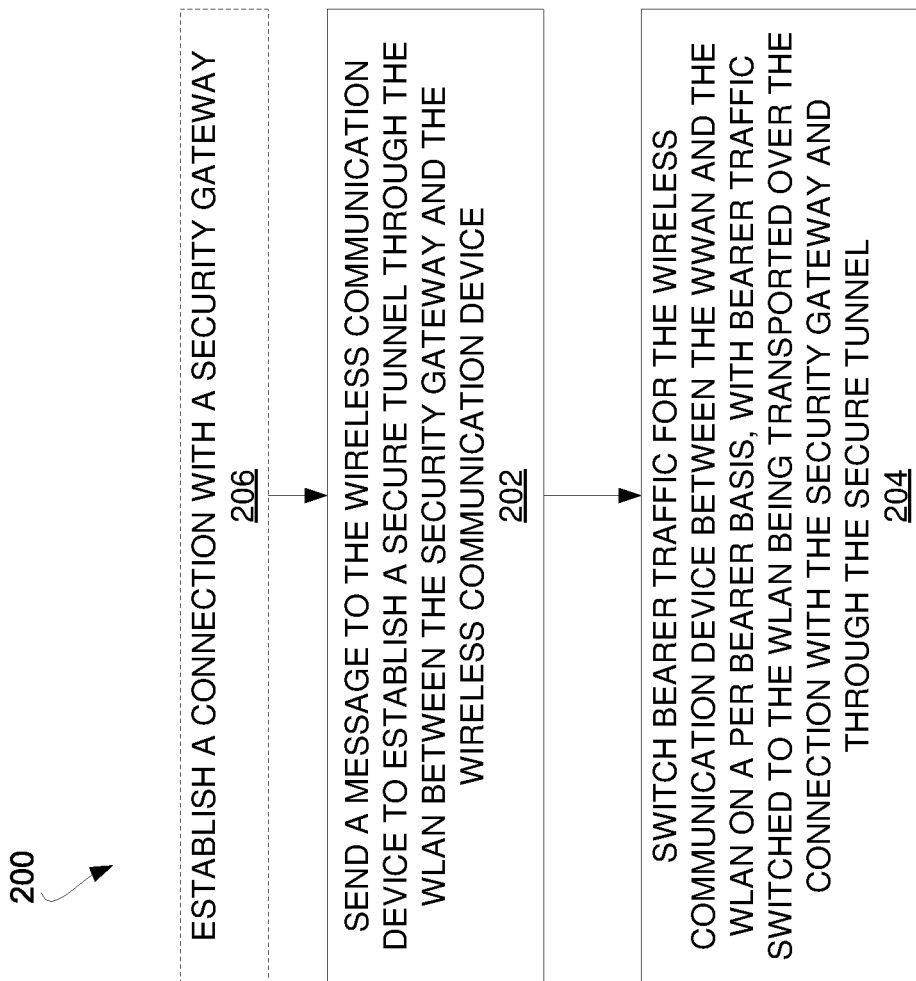 200
ESTABLISH A CONNECTION WITH A SECURITY GATEWAY
206
SEND A MESSAGE TO THE WIRELESS COMMUNICATION
DEVICE TO ESTABLISH A SECURE TUNNEL THROUGH THE
WLAN BETWEEN THE SECURITY GATEWAY AND THE
WIRELESS COMMUNICATION DEVICE
202
SWITCH BEARER TRAFFIC FOR THE WIRELESS
COMMUNICATION DEVICE BETWEEN THE WWAN AND THE
WLAN ON A PER BEARER BASIS, WITH BEARER TRAFFIC
SWITCHED TO THE WLAN BEING TRANSPORTED OVER THE
CONNECTION WITH THE SECURITY GATEWAY AND
THROUGH THE SECURE TUNNEL
204